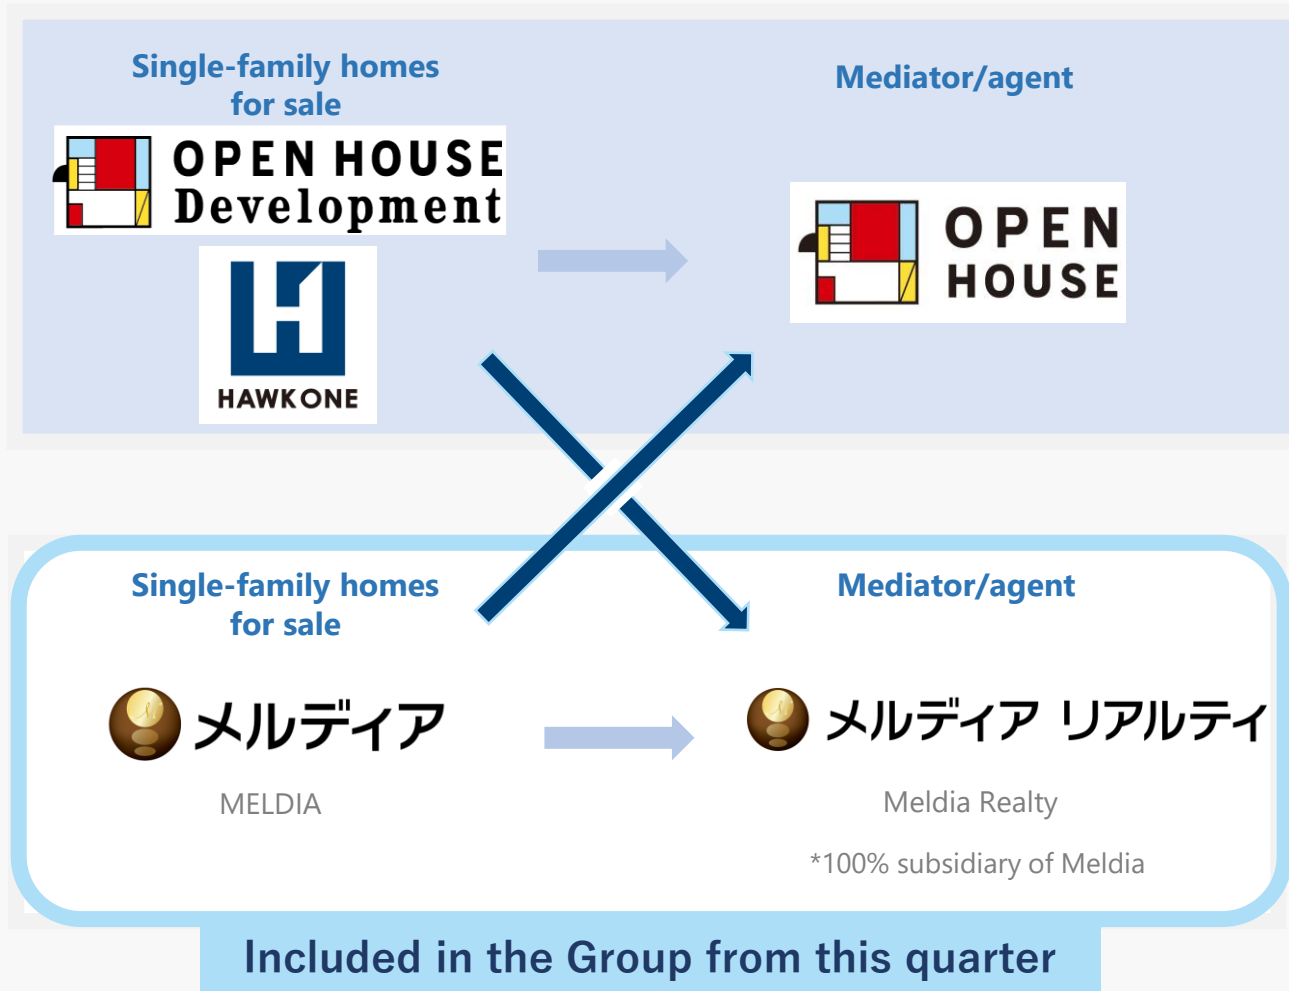 Single-family homes
for sale
OPEN HOUSE
Development
HAWK ONE
Mediator/agent
OPEN
HOUSE
Single-family homes
for sale
メルディア
MELDIA
Mediator/agent
メルディア リアルティ
Meldia Realty
*100% subsidiary of Meldia
Included in the Group from this quarter